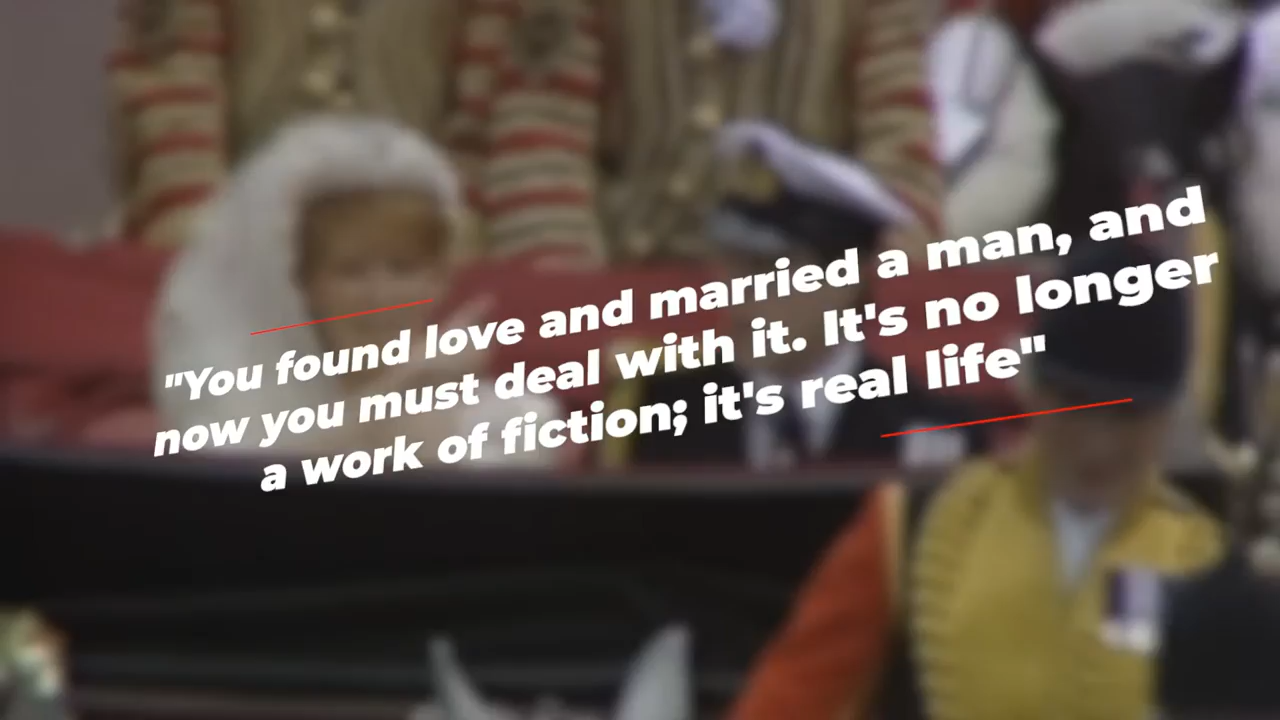 "You found love and married a man, and
now you must deal with it. It's no longer
a work of fiction; it's real life"